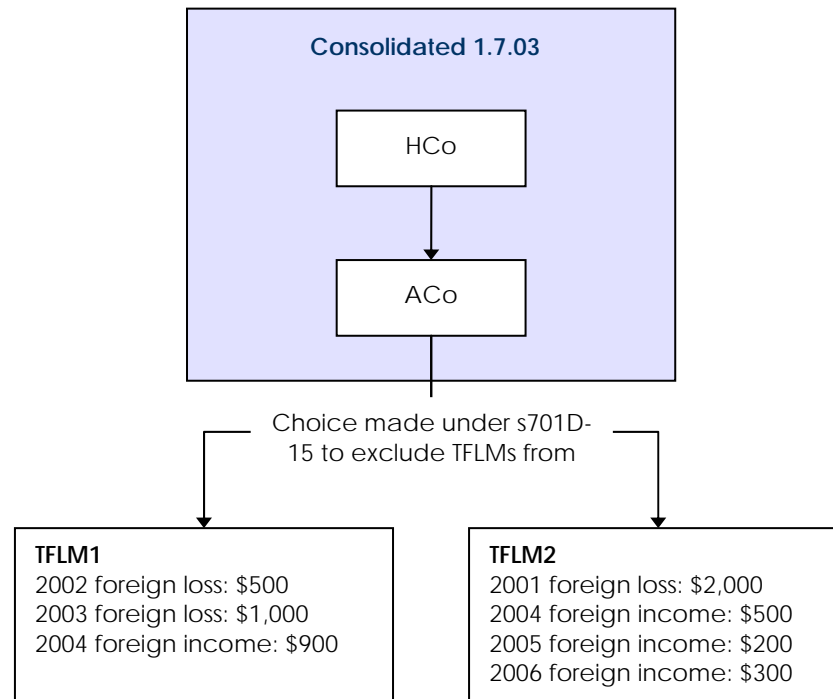 Consolidated 1.7.03
HCo
ACo
Choice made under s701D-
15 to exclude TFLMs from
TFLM1
2002 foreign loss: $500
2003 foreign loss: $1,000
2004 foreign income: $900
TFLM2
2001 foreign loss: $2,000
2004 foreign income: $500
2005 foreign income: $200
2006 foreign income: $300